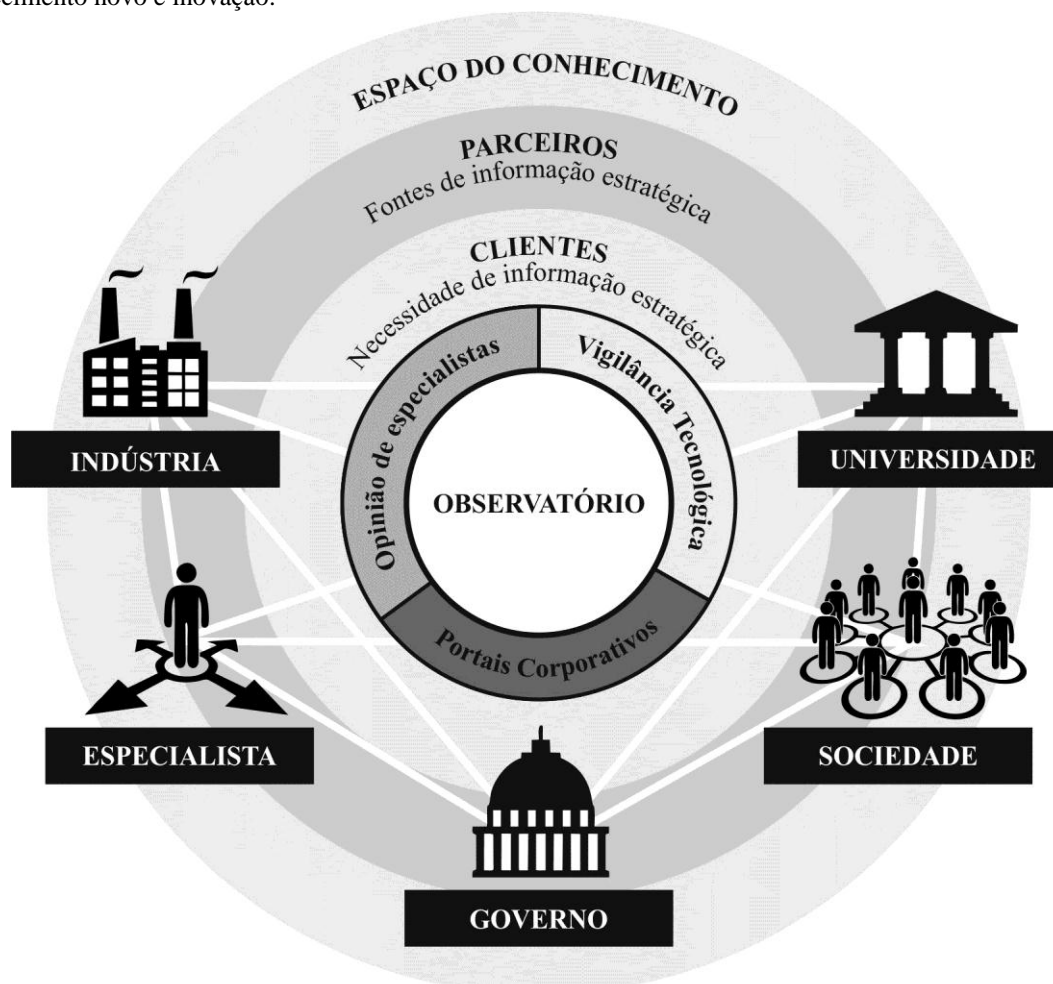 cimento novo e inovação.
ESPAÇO DO CONHECIMENTO
PARCEIROS
Fontes de informação estratégica
CLIENTES
Necessidade de informação estratégica
Opinião de especialistas
Vigilância Tecnológica
INDÚSTRIA
UNIVERSIDADE
OBSERVATÓRIO
Portais Corporativos
ESPECIALISTA
SOCIEDADE
GOVERNO